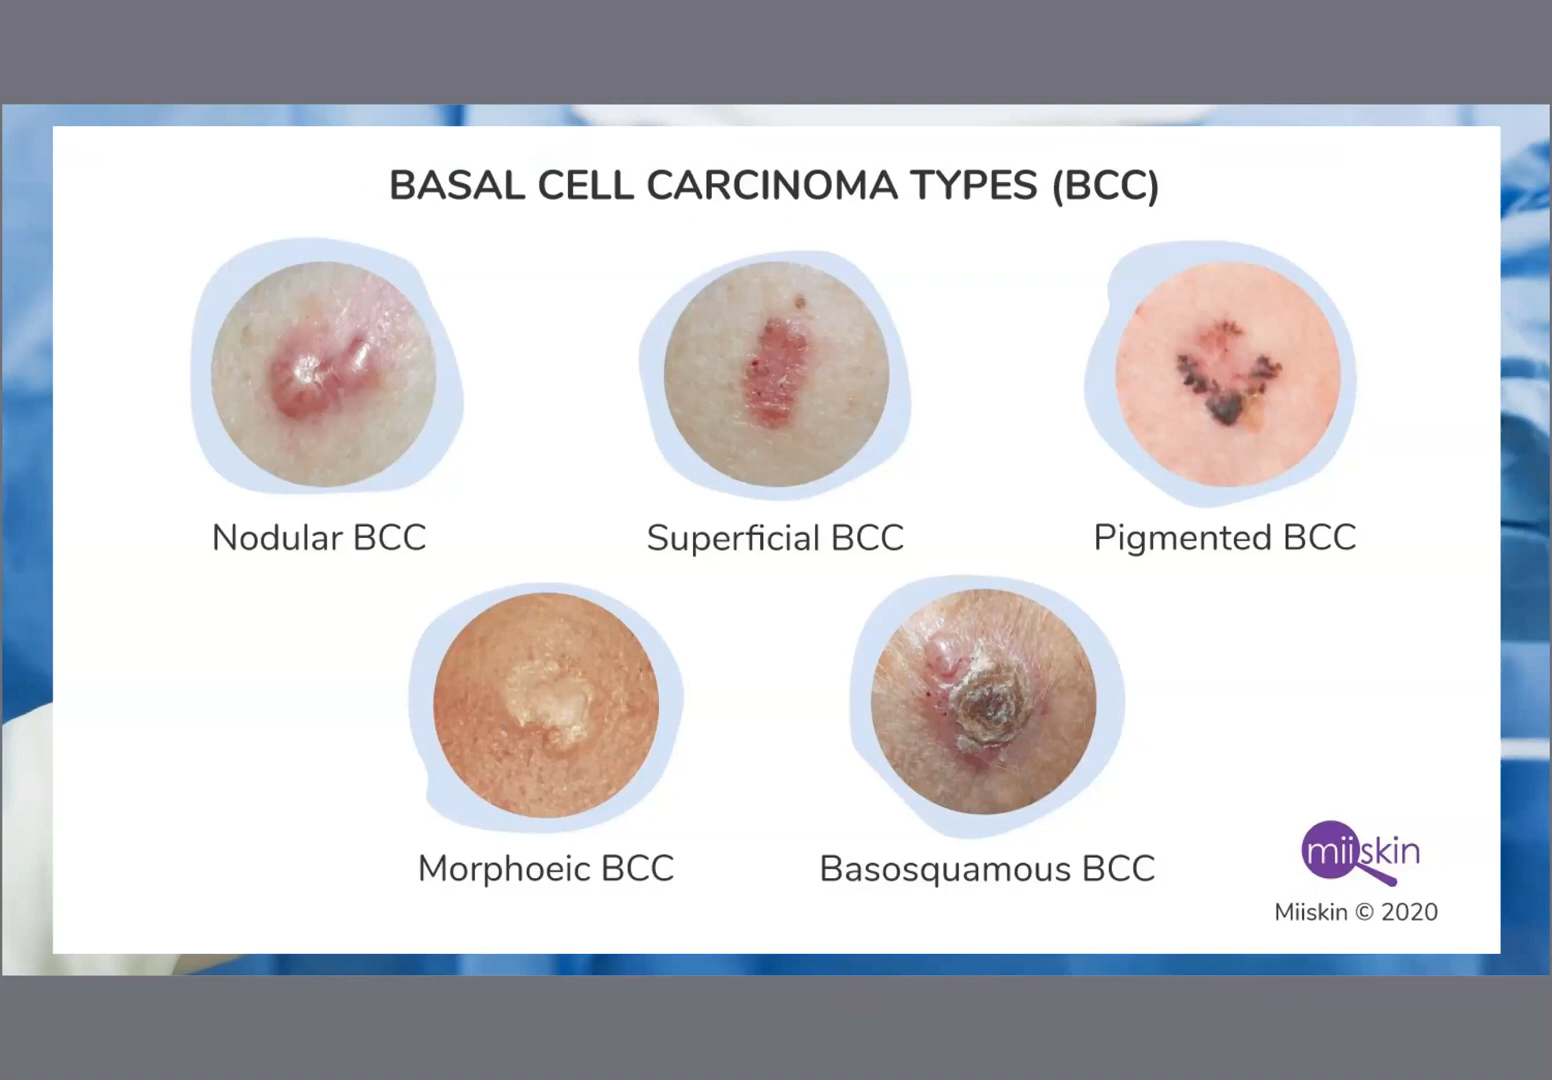 BASAL CELL CARCINOMA TYPES (BCC)
Nodular BCC
Superficial BCC
Pigmented BCC
Morphoeic BCC
Basosquamous BCC
miiskin
Miiskin © 2020